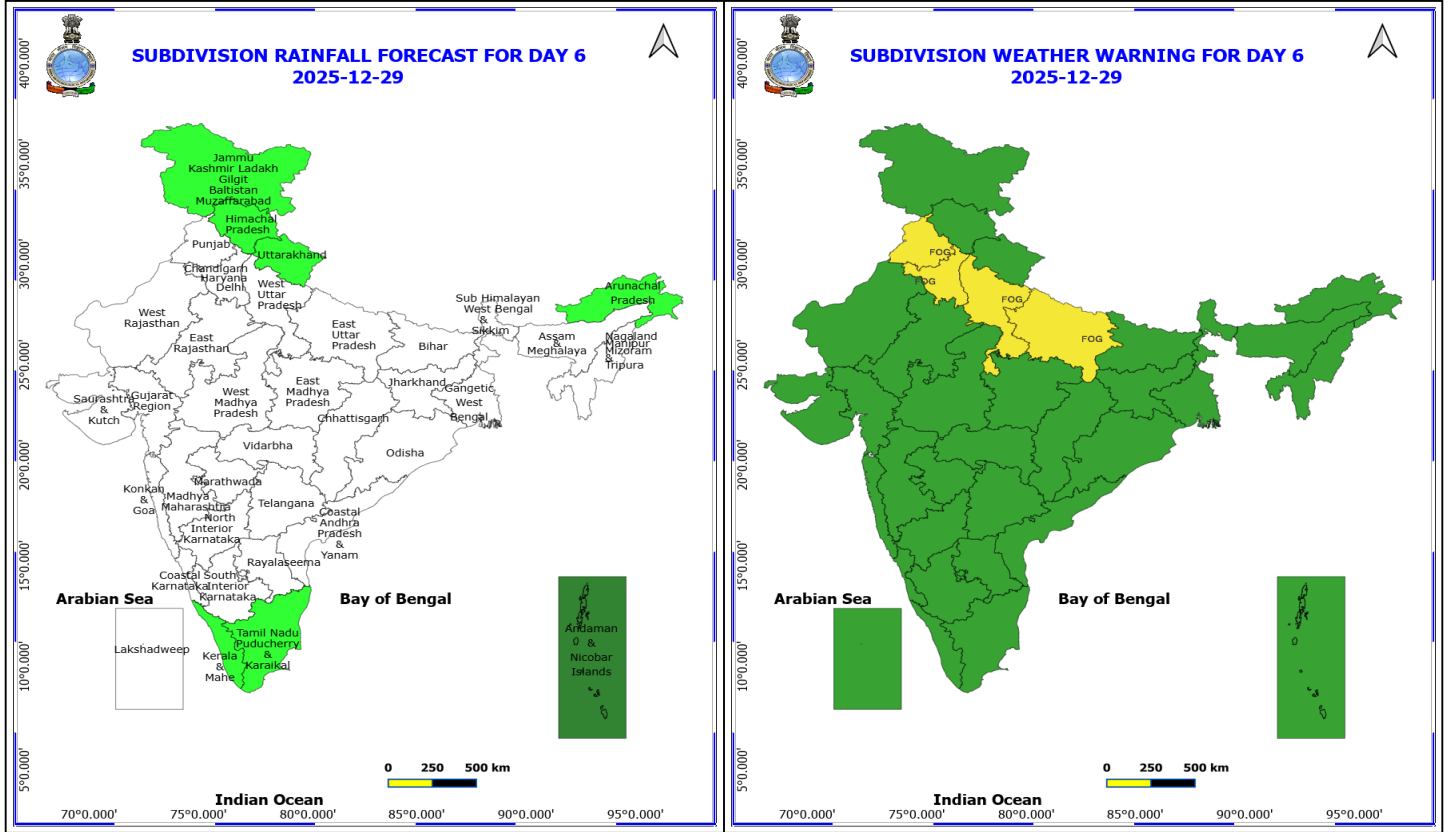 SUBDIVISION RAINFALL FORECAST FOR DAY 6
2025-12-29
40°0.000'
35°0.000'
30°0.000'
25°0.000'
20°0.000'
15°0.000'
10°0.000'
5°0.000'
Jammu
Kashmir Ladakh
Gilgit
Baltistan
Muzaffarabad
Himachal
Pradesh
Punjab
Uttarakhand
Chandigarh
Haryana
Delhi
West
Uttar
Pradesh
Arunachal
Pradesh
Sub Himalayan
West Bengal
&
Sikkim
West
Rajasthan
East
Rajasthan
East
Uttar
Pradesh
Bihar
Assam
&
Meghalaya
Nagaland
Manipur
Mizoram
&
Tripura
Saurashtra
&
Kutch
Gujarat
Region
West
Madhya
Pradesh
East
Madhya
Pradesh
Jharkhand
Gangetic
West
Bengal
Chhattisgarh
Vidarbha
Odisha
Konkan
&
Goa
Madhya
Maharashtra
Marathwada
Telangana
North
Interior
Karnataka
Coastal
Andhra
Pradesh
&
Yanam
Rayalaseema
Coastal
Karnataka
South
Interior
Karnataka
Arabian Sea
Bay of Bengal
Lakshadweep
Kerala
&
Mahe
Tamil Nadu
Puducherry
&
Karaikal
Andaman
&
Nicobar
Islands
0 250 500 km
Indian Ocean
70°0.000' 75°0.000' 80°0.000' 85°0.000' 90°0.000' 95°0.000'
SUBDIVISION WEATHER WARNING FOR DAY 6
2025-12-29
40°0.000'
35°0.000'
30°0.000'
25°0.000'
20°0.000'
15°0.000'
10°0.000'
5°0.000'
FOG
FOG
FOG
FOG
Arabian Sea
Bay of Bengal
0 250 500 km
Indian Ocean
70°0.000' 75°0.000' 80°0.000' 85°0.000' 90°0.000' 95°0.000'